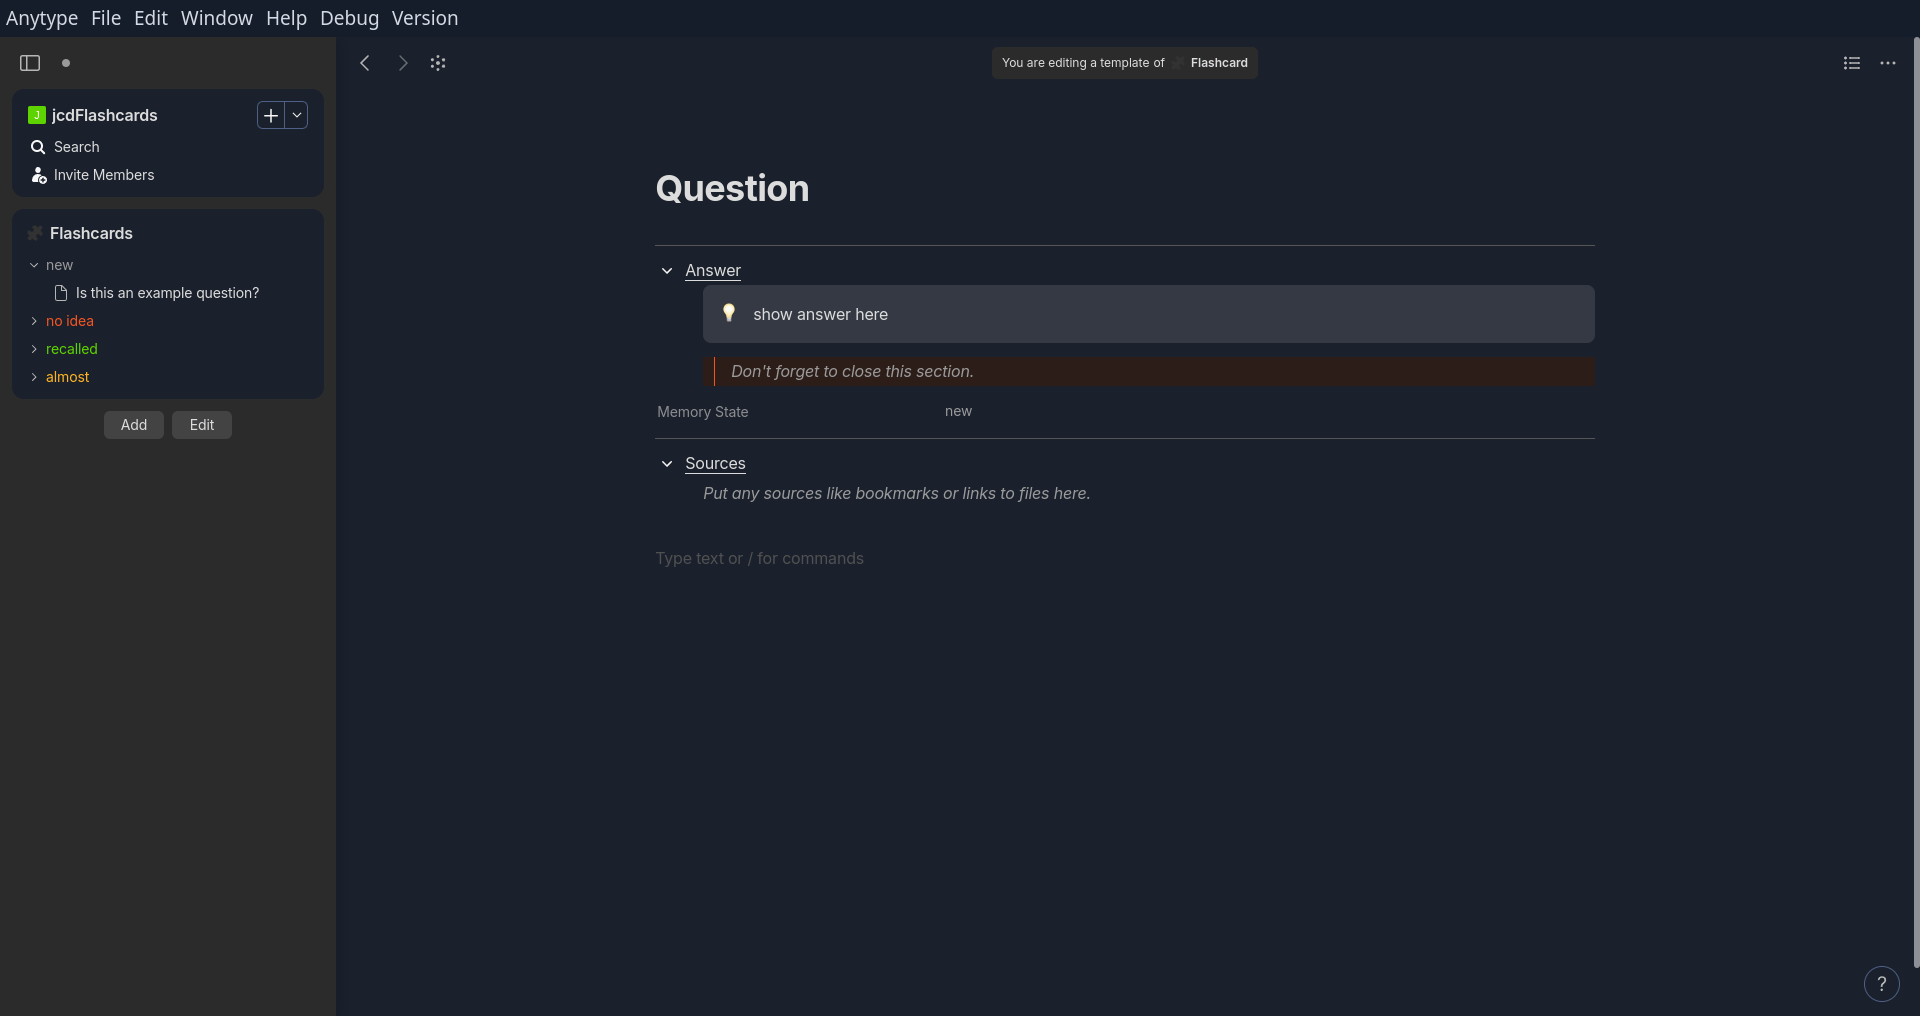 Anytype File Edit Window Help Debug Version
You are editing a template of Flashcard
J jcdFlashcards
Search
Invite Members
Flashcards
new
Is this an example question?
no idea
recalled
almost
Add Edit
Question
Answer
show answer here
Don't forget to close this section.
Memory State new
Sources
Put any sources like bookmarks or links to files here.
Type text or / for commands
?